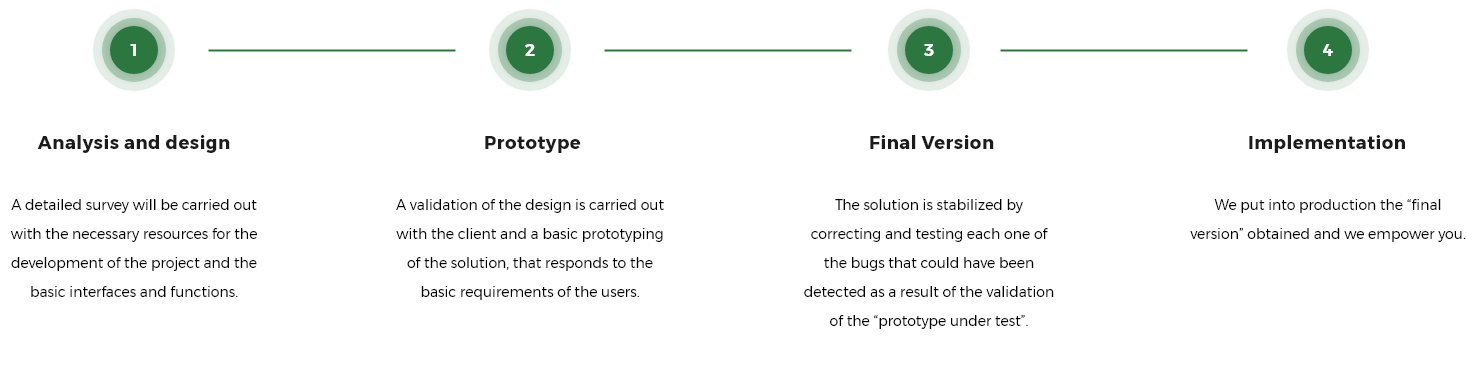 1
2
3
4
Analysis and design
A detailed survey will be carried out
with the necessary resources for the
development of the project and the
basic interfaces and functions.
Prototype
A validation of the design is carried out
with the client and a basic prototyping
of the solution, that responds to the
basic requirements of the users.
Final Version
The solution is stabilized by
correcting and testing each one of
the bugs that could have been
detected as a result of the validation
of the “prototype under test”.
Implementation
We put into production the “final
version” obtained and we empower you.